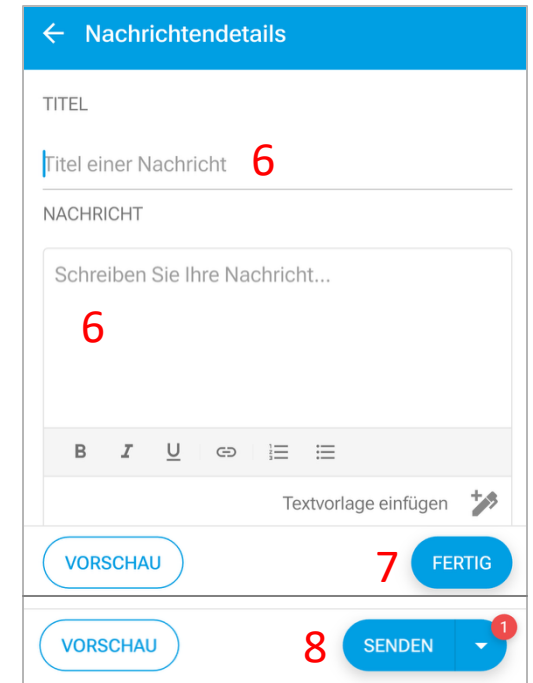 ← Nachrichtendetails
TITEL
Titel einer Nachricht 6
NACHRICHT
Schreiben Sie Ihre Nachricht...
6
B I U
Textvorlage einfügen
VORSCHAU 7 FERTIG
VORSCHAU 8 SENDEN 1